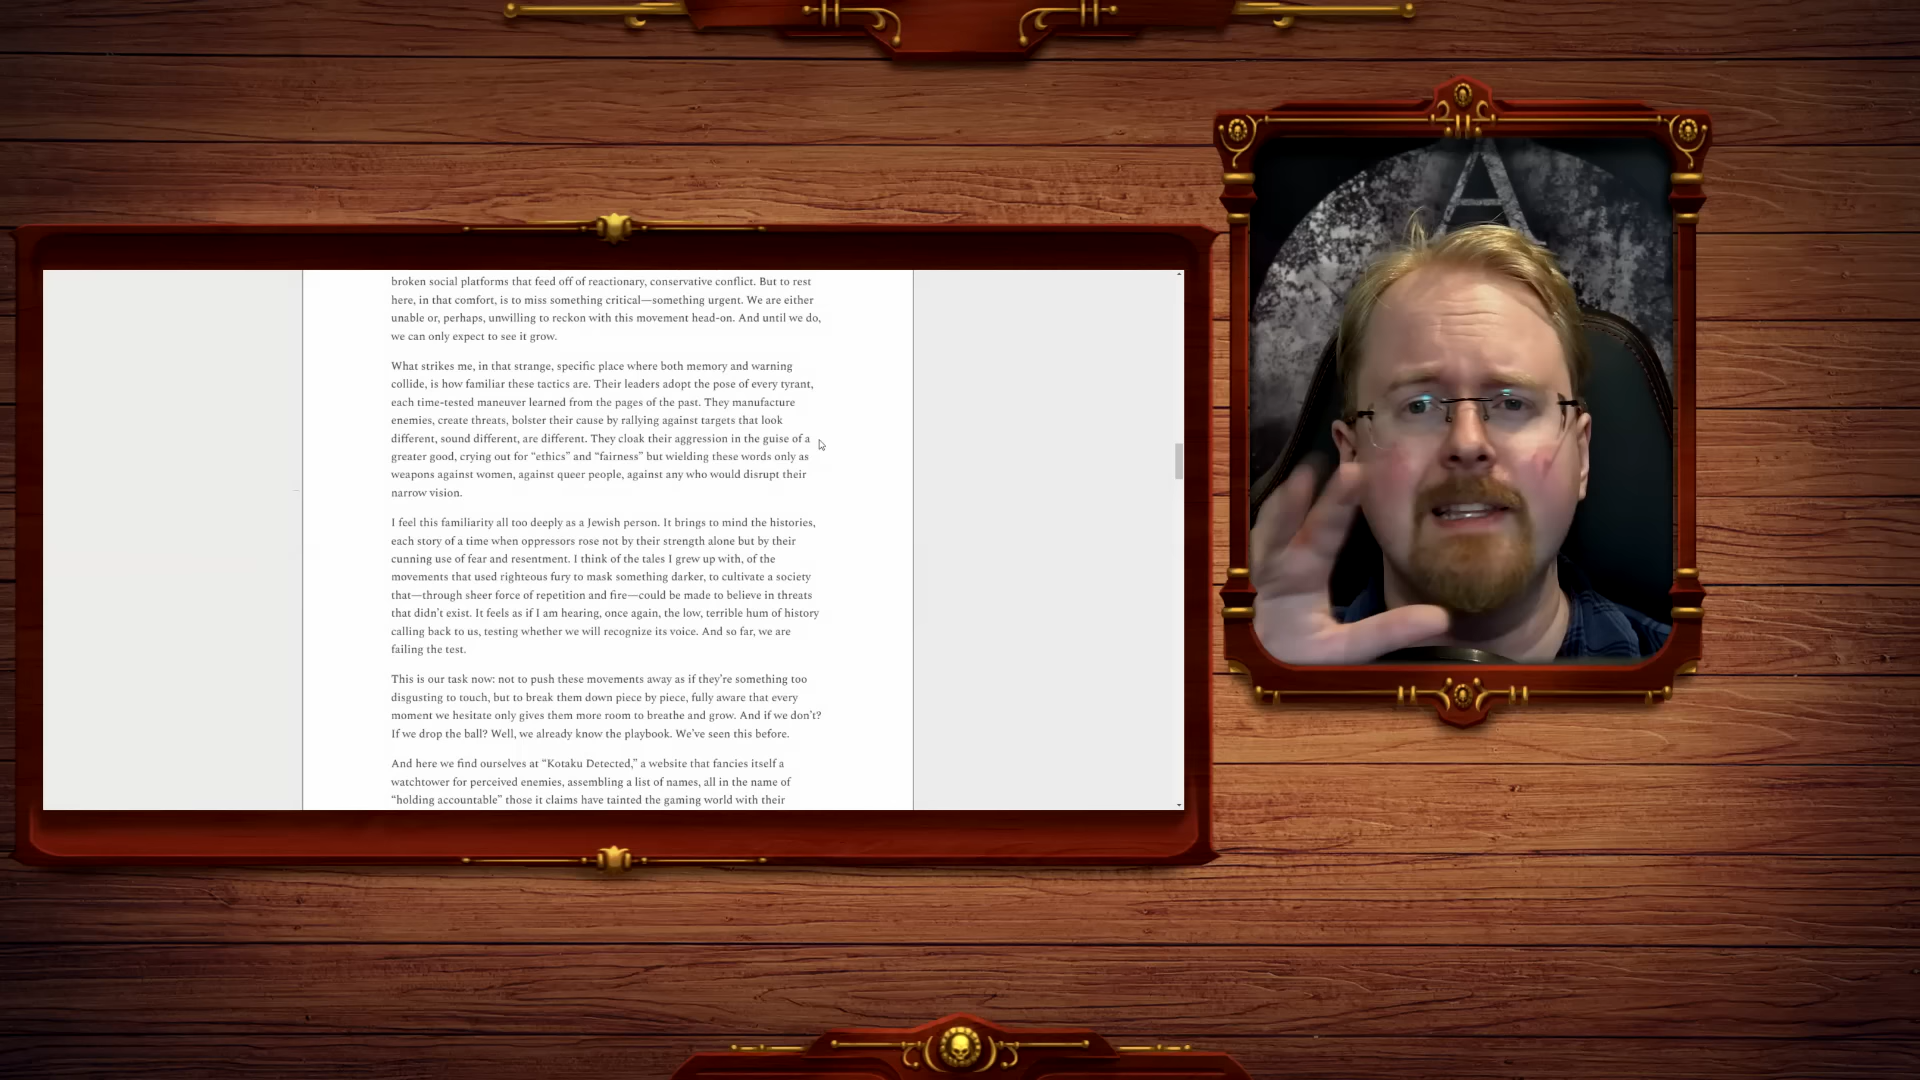 broken social platforms that feed off of reactionary, conservative conflict. But to rest
here, in that comfort, is to miss something critical—something urgent. We are either
unable or, perhaps, unwilling to reckon with this movement head-on. And until we do,
we can only expect to see it grow.
What strikes me, in that strange, specific place where both memory and warning
collide, is how familiar these tactics are. Their leaders adopt the pose of every tyrant,
each time-tested maneuver learned from the pages of the past. They manufacture
enemies, create threats, bolster their cause by rallying against targets that look
different, sound different, are different. They cloak their aggression in the guise of a
greater good, crying out for “ethics” and “fairness” but wielding these words only as
weapons against women, against queer people, against any who would disrupt their
narrow vision.
I feel this familiarity all too deeply as a Jewish person. It brings to mind the histories,
each story of a time when oppressors rose not by their strength alone but by their
cunning use of fear and resentment. I think of the tales I grew up with, of the
movements that used righteous fury to mask something darker, to cultivate a society
that—through sheer force of repetition and fire—could be made to believe in threats
that didn’t exist. It feels as if I am hearing, once again, the low, terrible hum of history
calling back to us, testing whether we will recognize its voice. And so far, we are
failing the test.
This is our task now: not to push these movements away as if they’re something too
disgusting to touch, but to break them down piece by piece, fully aware that every
moment we hesitate only gives them more room to breathe and grow. And if we don’t?
If we drop the ball? Well, we already know the playbook. We’ve seen this before.
And here we find ourselves at “Kotaku Detected,” a website that fancies itself a
watchtower for perceived enemies, assembling a list of names, all in the name of
“holding accountable” those it claims have tainted the gaming world with their